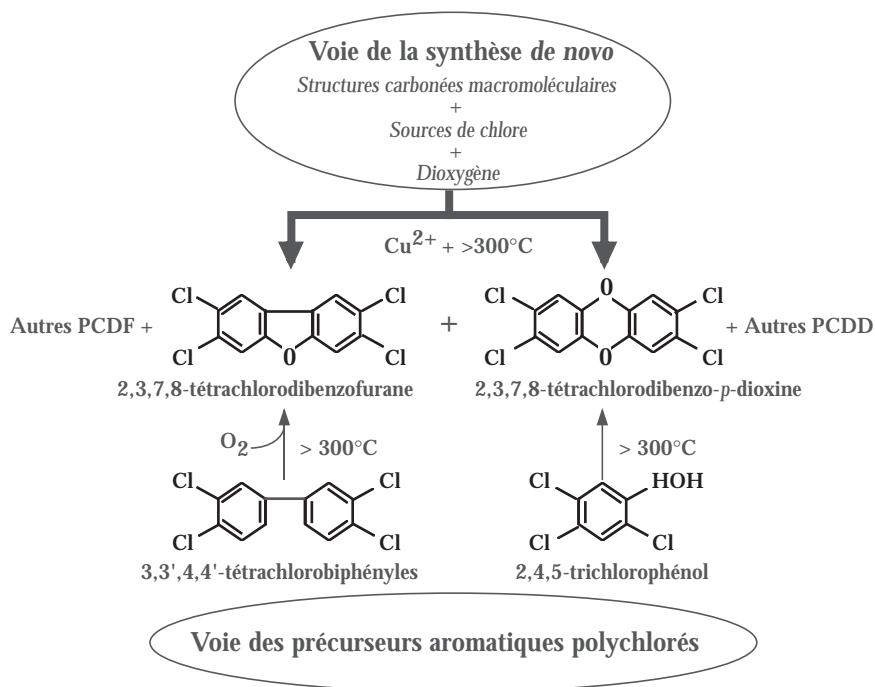 Voie de la synthèse de novo
Structures carbonées macromoléculaires
+
Sources de chlore
+
Dioxygène
Cu2+ + >300°C
Cl Cl O Cl Cl
Autres PCDF +
+
Cl Cl O O Cl Cl
+ Autres PCDD
2,3,7,8-tétrachlorodibenzofurane
2,3,7,8-tétrachlorodibenzo-p-dioxine
O2
> 300°C
> 300°C
Cl Cl Cl Cl
Cl Cl Cl HOH
3,3',4,4'-tétrachlorobiphényles
2,4,5-trichlorophénol
Voie des précurseurs aromatiques polychlorés